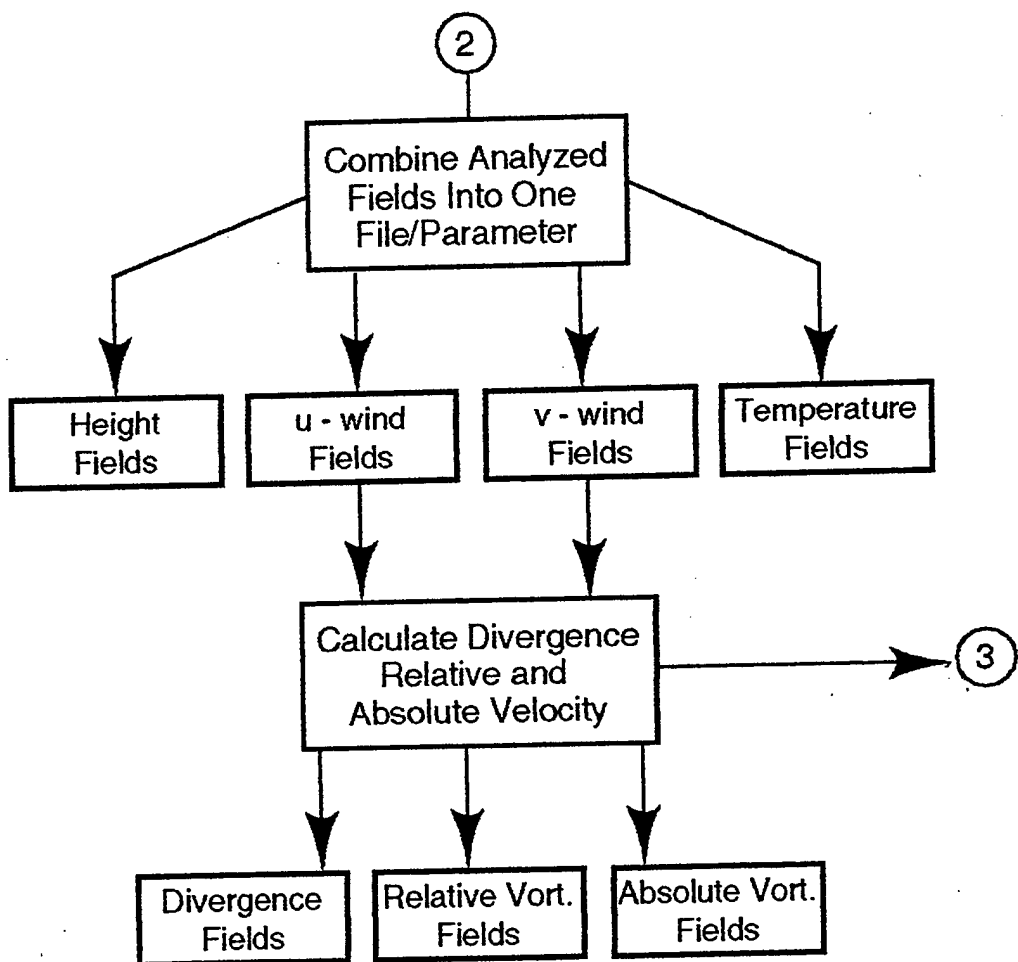 2
Combine Analyzed
Fields Into One
File/Parameter
Height
Fields
u - wind
Fields
v - wind
Fields
Temperature
Fields
Calculate Divergence
Relative and
Absolute Velocity
3
Divergence
Fields
Relative Vort.
Fields
Absolute Vort.
Fields